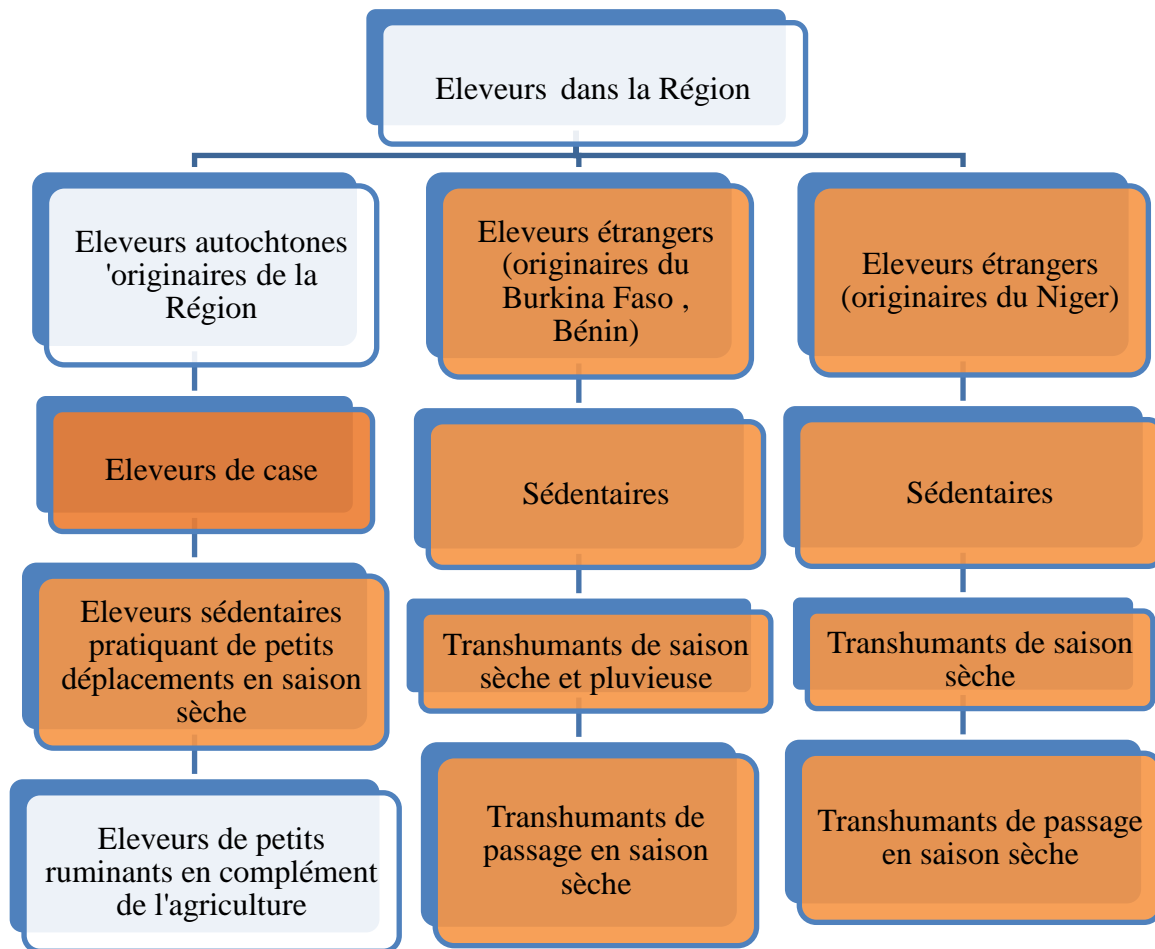 Eleveurs dans la Région
Eleveurs autochtones
'originaires de la
Région
Eleveurs étrangers
(originaires du
Burkina Faso ,
Bénin)
Eleveurs étrangers
(originaires du Niger)
Eleveurs de case
Sédentaires
Sédentaires
Eleveurs sédentaires
pratiquant de petits
déplacements en saison
sèche
Transhumants de saison
sèche et pluvieuse
Transhumants de saison
sèche
Eleveurs de petits
ruminants en complément
de l'agriculture
Transhumants de
passage en saison
sèche
Transhumants de passage
en saison sèche